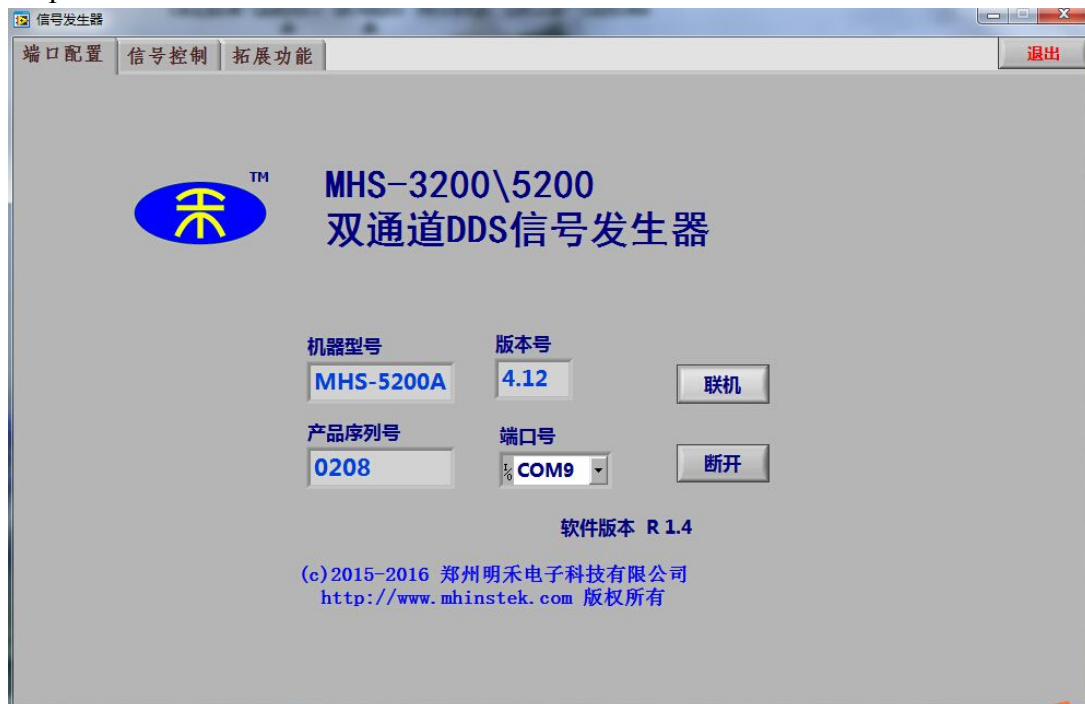 信号发生器
端口配置
信号控制
拓展功能
退出
TM
MHS-3200\5200
双通道DDS信号发生器
机器型号
版本号
MHS-5200A
4.12
联机
产品序列号
端口号
0208
I/O COM9
断开
软件版本 R 1.4
(c)2015-2016 郑州明禾电子科技有限公司
http://www.mhinstek.com 版权所有